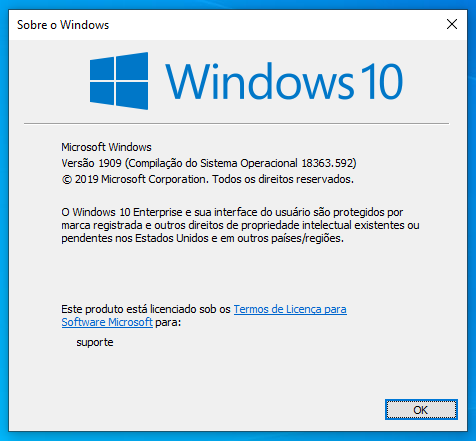 Sobre o Windows
Windows 10
Microsoft Windows
Versão 1909 (Compilação do Sistema Operacional 18363.592)
© 2019 Microsoft Corporation. Todos os direitos reservados.
O Windows 10 Enterprise e sua interface do usuário são protegidos por
marca registrada e outros direitos de propriedade intelectual existentes ou
pendentes nos Estados Unidos e em outros países/regiões.
Este produto está licenciado sob os Termos de Licença para
Software Microsoft para:
suporte
OK